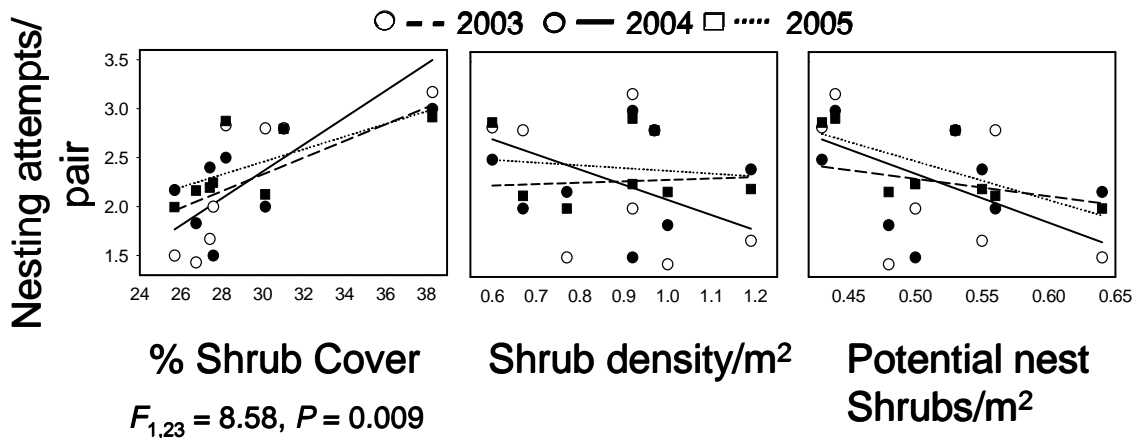 2003 2004 2005
Nesting attempts/
pair
3.5
3.0
2.5
2.0
1.5
24 26 28 30 32 34 36 38
0.6 0.7 0.8 0.9 1.0 1.1 1.2
0.45 0.50 0.55 0.60 0.65
% Shrub Cover
Shrub density/m²
Potential nest
Shrubs/m²
F1,23 = 8.58, P = 0.009